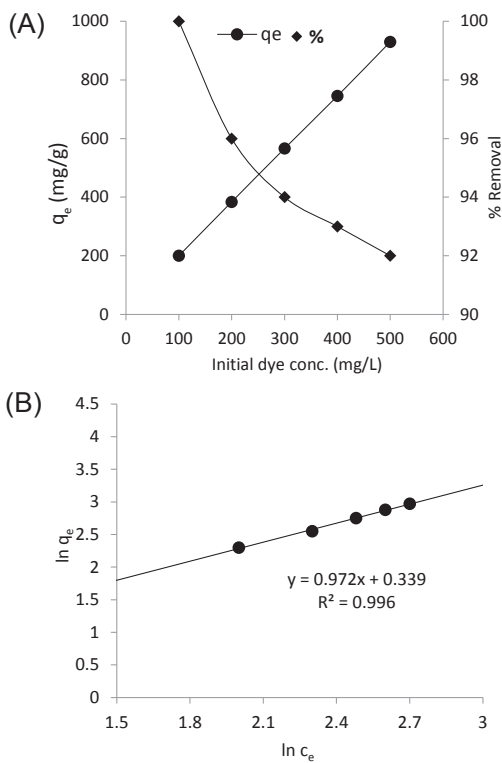 (A)
qe %
1000
800
600
400
200
0
qₑ (mg/g)
100
98
96
94
92
90
% Removal
0 100 200 300 400 500 600
Initial dye conc. (mg/L)
(B)
4.5
4
3.5
3
2.5
2
1.5
1
0.5
0
ln qₑ
y = 0.972x + 0.339
R² = 0.996
1.5 1.8 2.1 2.4 2.7 3
ln cₑ